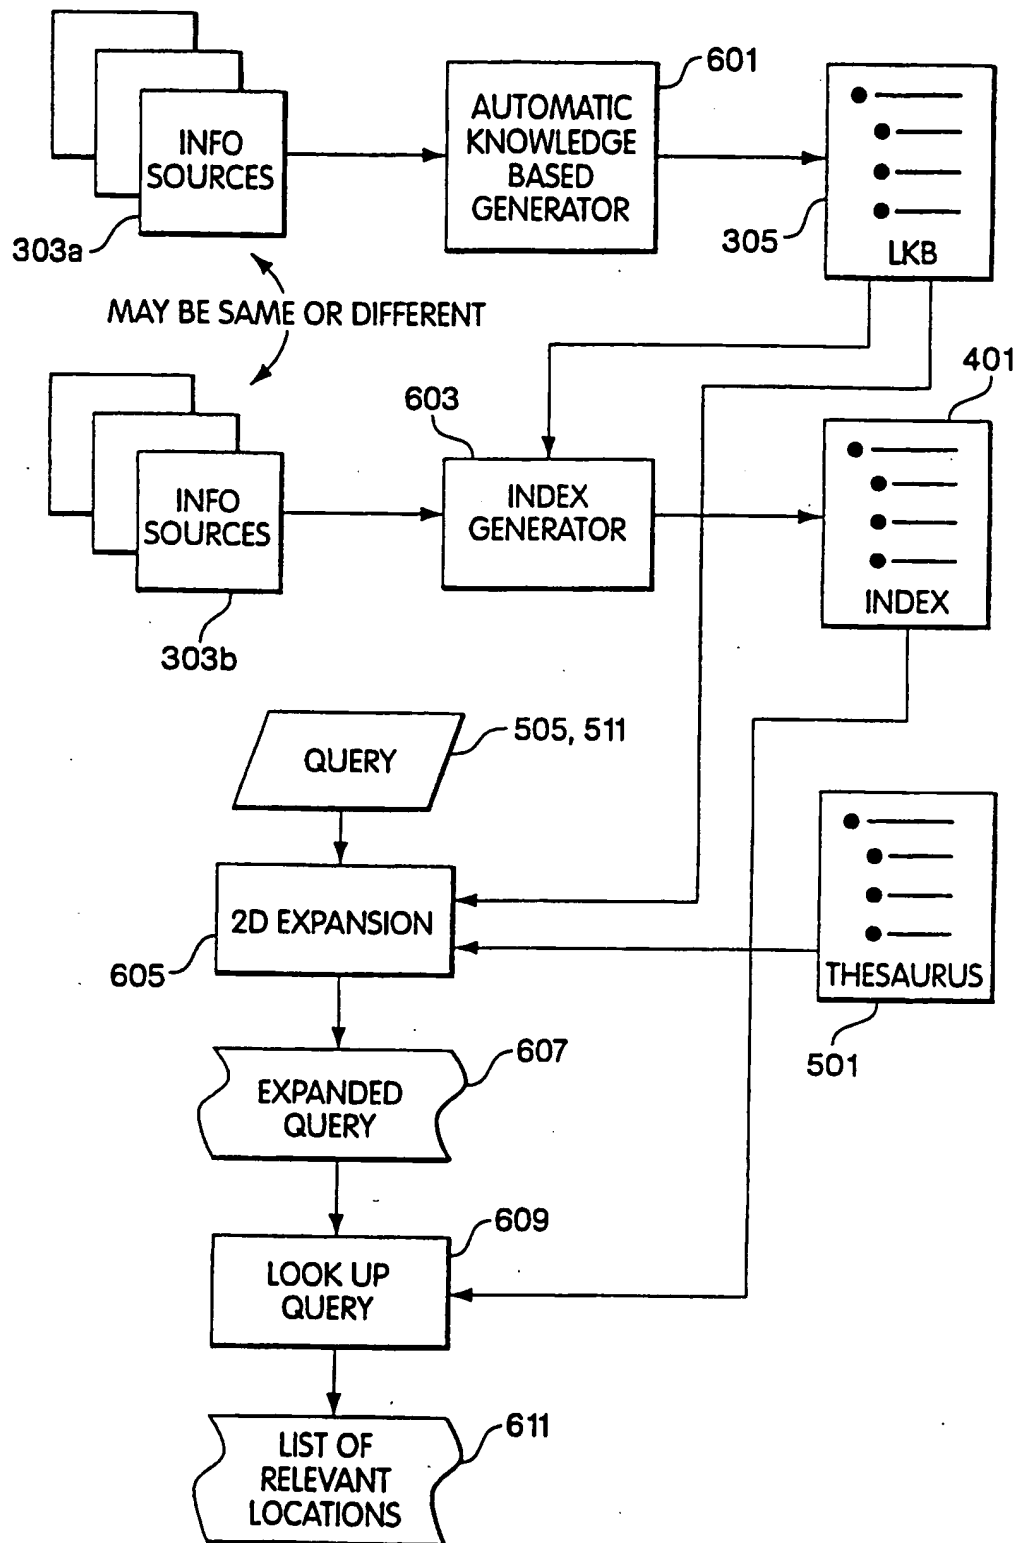 601
INFO
SOURCES
AUTOMATIC
KNOWLEDGE
BASED
GENERATOR
303a
305
LKB
MAY BE SAME OR DIFFERENT
603
401
INFO
SOURCES
INDEX
GENERATOR
INDEX
303b
505, 511
QUERY
2D EXPANSION
605
THESAURUS
501
607
EXPANDED
QUERY
609
LOOK UP
QUERY
611
LIST OF
RELEVANT
LOCATIONS